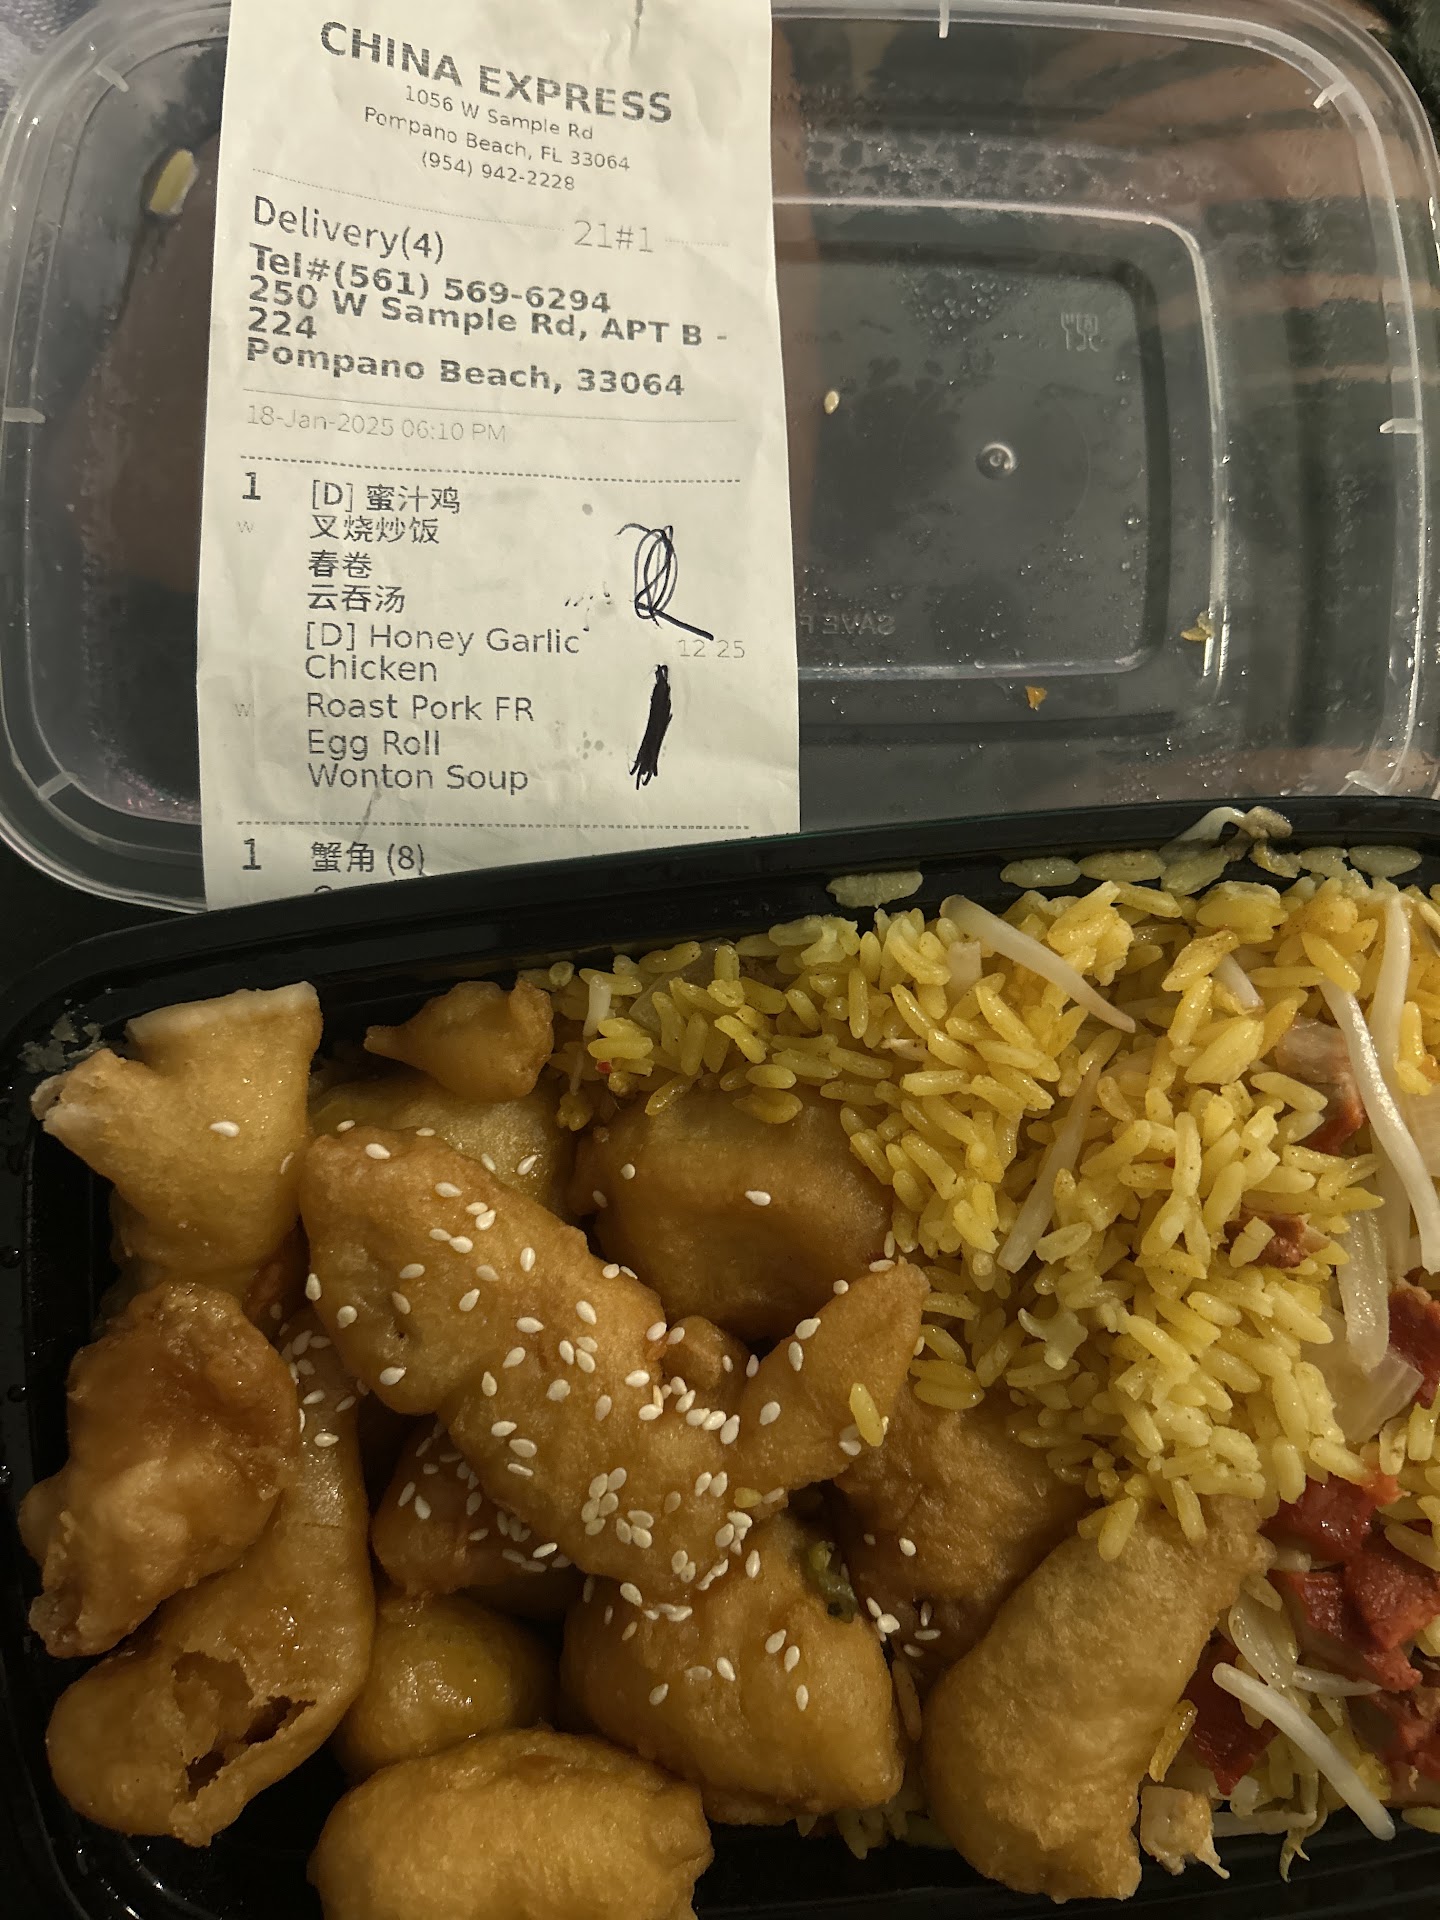 CHINA EXPRESS
1056 W Sample Rd
Pompano Beach, FL 33064
(954) 942-2228
Delivery(4) 21#1
Tel#(561) 569-6294
250 W Sample Rd, APT B -
224
Pompano Beach, 33064
18-Jan-2025 06:10 PM
1 [D] 蜜汁鸡
w 叉烧炒饭
春卷
云吞汤
[D] Honey Garlic 12.25
Chicken
w Roast Pork FR
Egg Roll
Wonton Soup
1 蟹角 (8)
SAVE